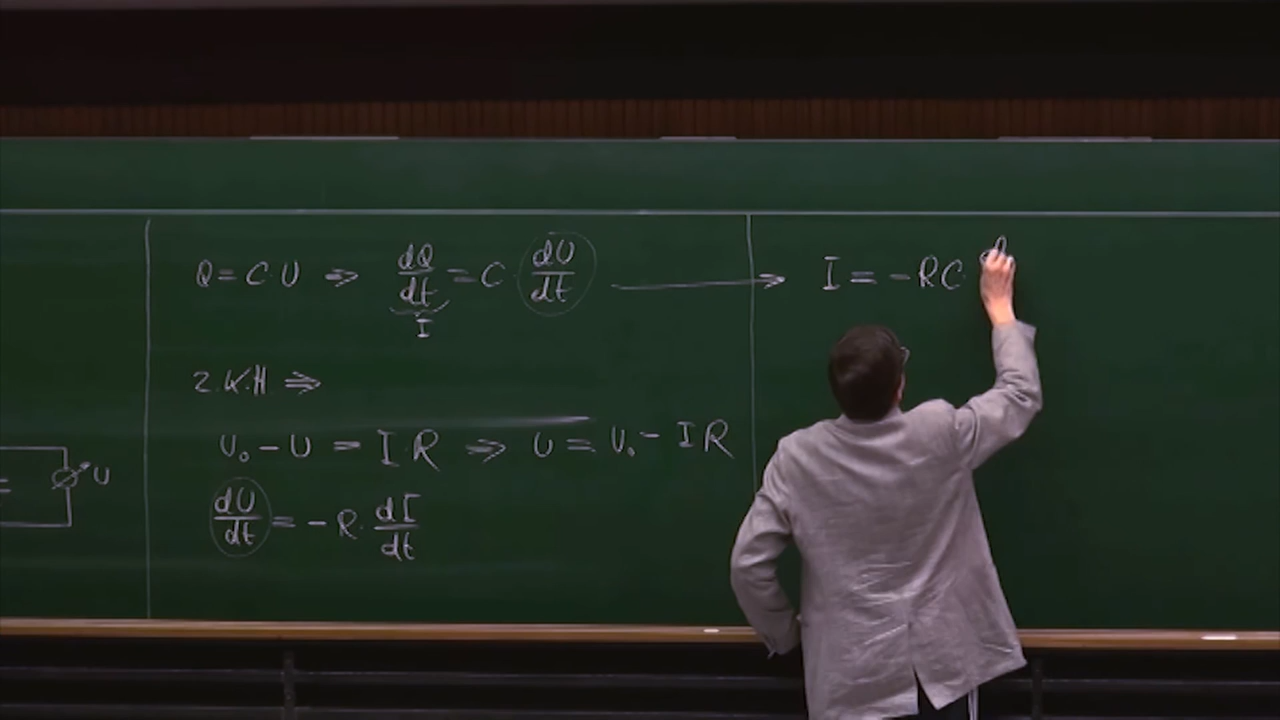 Q = C U ⇒ dQ/dt = C · dU/dt → I = -RC · d
I
2. K.H ⇒
U₀ - U = I R ⇒ U = U₀ - I R
U
dU/dt = -R · dI/dt